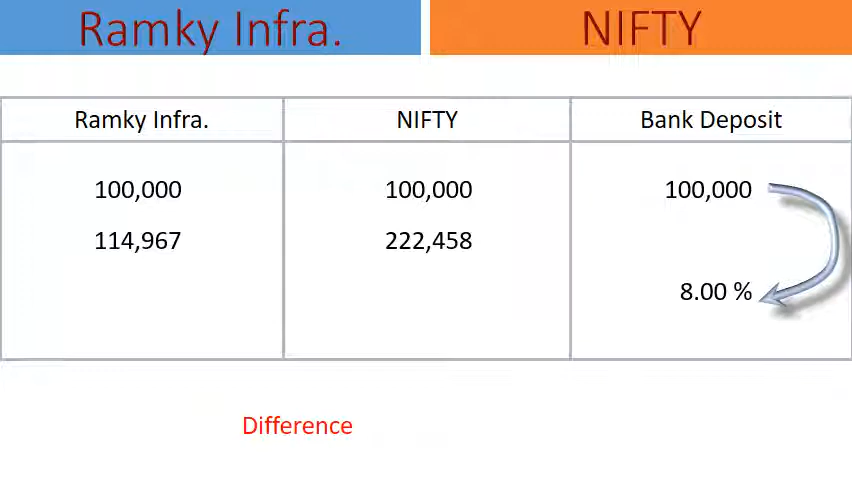 Ramky Infra.
NIFTY
Ramky Infra.
NIFTY
Bank Deposit
100,000
100,000
100,000
114,967
222,458
8.00 %
Difference